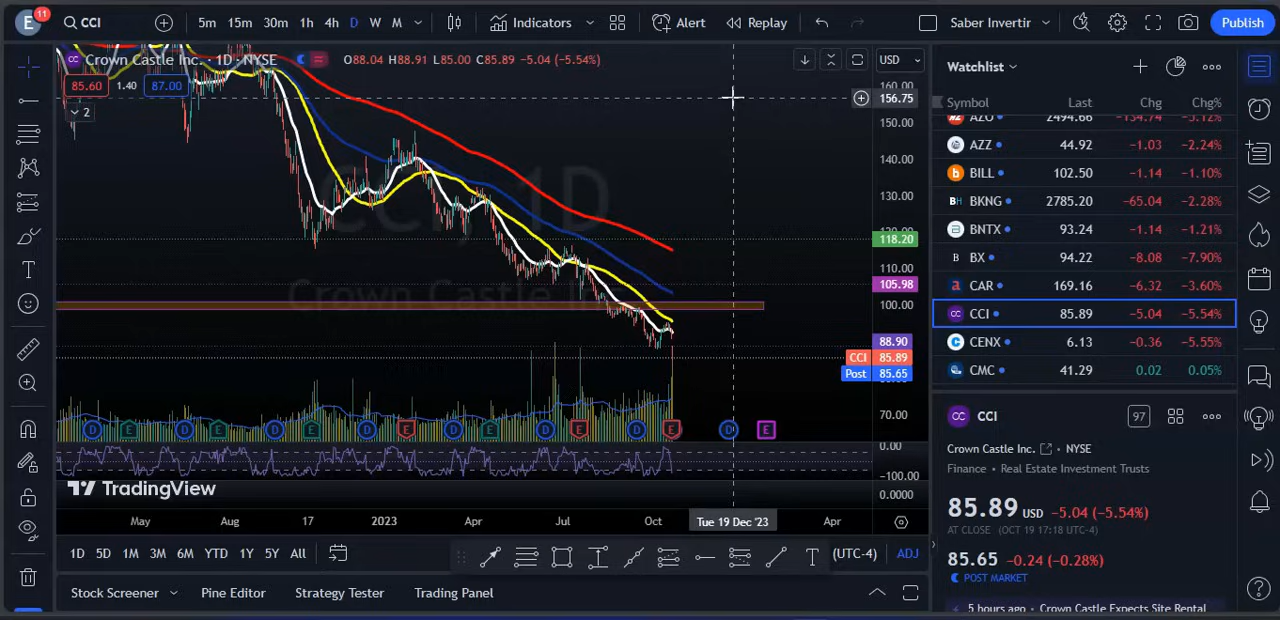 E 11 CCI 5m 15m 30m 1h 4h D W M Indicators Alert Replay Saber Invertir Publish
Crown Castle Inc. · 1D · NYSE O88.04 H88.91 L85.00 C85.89 -5.04 (-5.54%) USD
85.60 1.40 87.00
2
160.00
156.75
150.00
140.00
130.00
118.20
110.00
105.98
100.00
88.90
CCI 85.89
Post 85.65
70.00
CCI, 1D
Crown Castle Inc.
D E D E D E D E D E D E D E D E
0.00
-100.00
0.0000
TradingView
May Aug 17 2023 Apr Jul Oct Tue 19 Dec '23 Apr
1D 5D 1M 3M 6M YTD 1Y 5Y All T (UTC-4) ADJ
Stock Screener Pine Editor Strategy Tester Trading Panel
Watchlist
Symbol Last Chg Chg%
AZO 2494.66 -134.74 -5.12%
AZZ 44.92 -1.03 -2.24%
BILL 102.50 -1.14 -1.10%
BKNG 2785.20 -65.04 -2.28%
BNTX 93.24 -1.14 -1.21%
BX 94.22 -8.08 -7.90%
CAR 169.16 -6.32 -3.60%
CCI 85.89 -5.04 -5.54%
CENX 6.13 -0.36 -5.55%
CMC 41.29 0.02 0.05%
CCI 97
Crown Castle Inc. · NYSE
Finance · Real Estate Investment Trusts
85.89 USD -5.04 (-5.54%)
AT CLOSE (OCT 19 17:18 UTC-4)
85.65 -0.24 (-0.28%)
POST MARKET
5 hours ago · Crown Castle Expects Site Rental